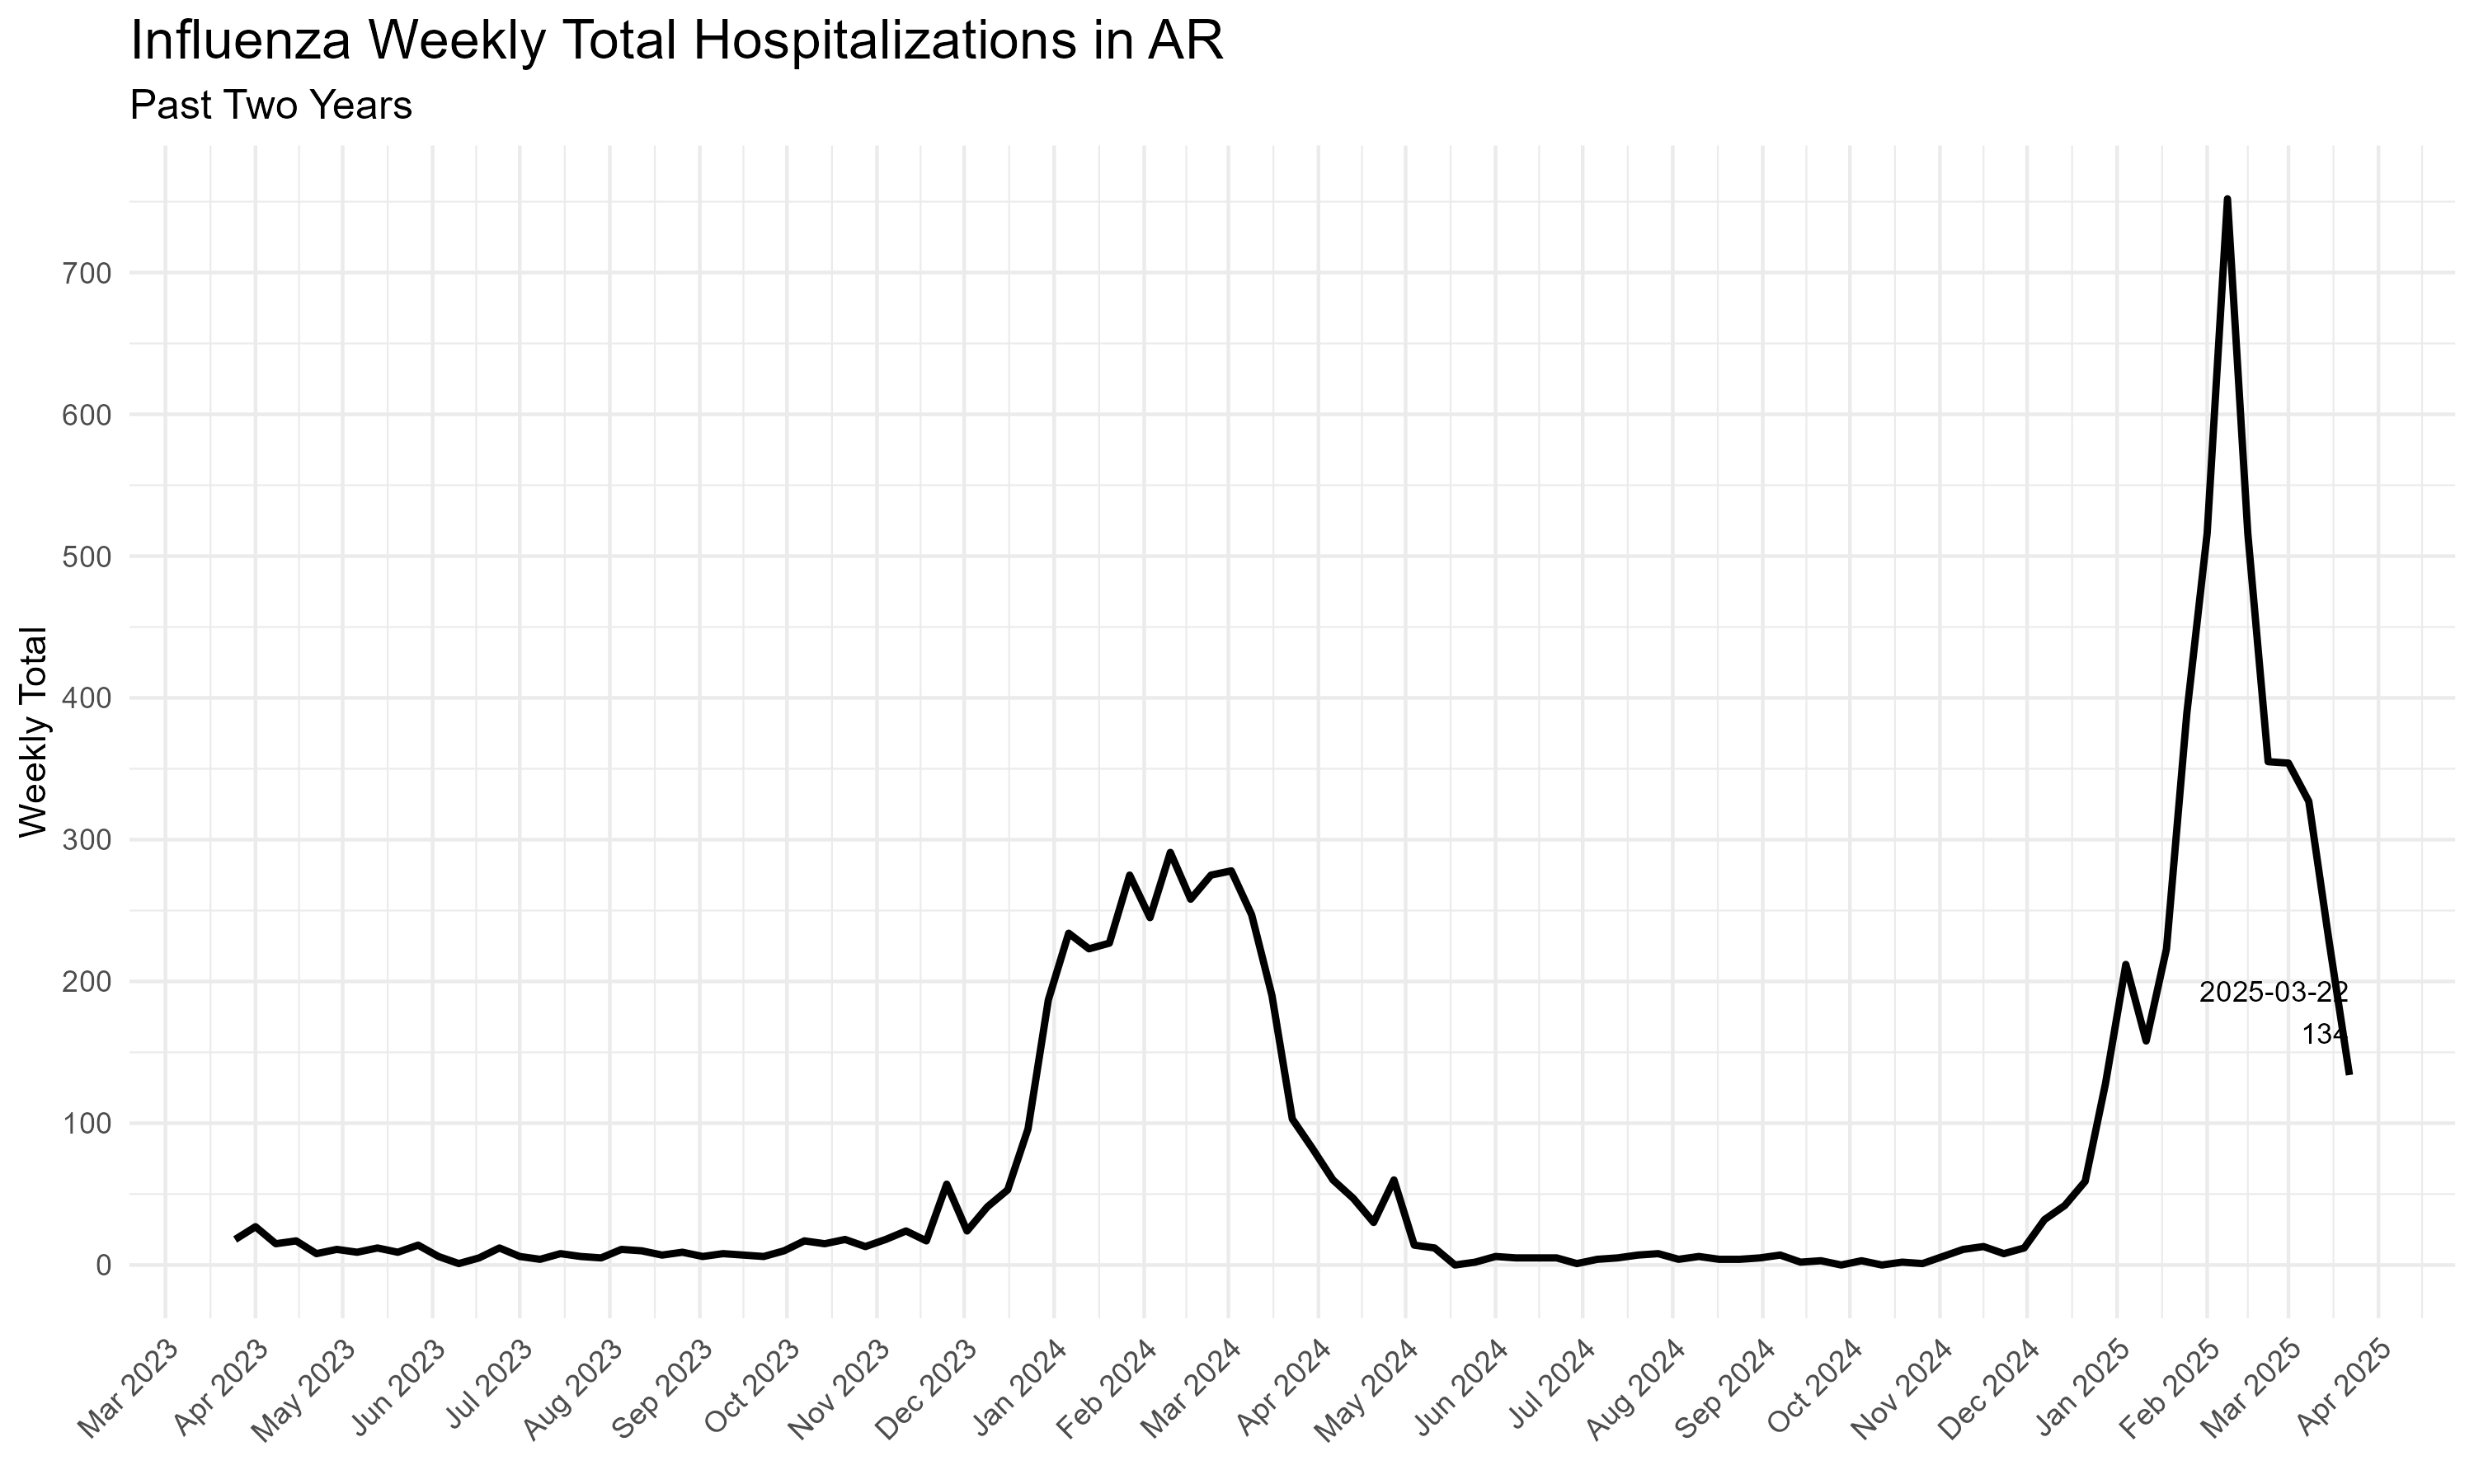 Influenza Weekly Total Hospitalizations in AR
Past Two Years
Weekly Total
700
600
500
400
300
200
100
0
2025-03-22
134
Mar 2023
Apr 2023
May 2023
Jun 2023
Jul 2023
Aug 2023
Sep 2023
Oct 2023
Nov 2023
Dec 2023
Jan 2024
Feb 2024
Mar 2024
Apr 2024
May 2024
Jun 2024
Jul 2024
Aug 2024
Sep 2024
Oct 2024
Nov 2024
Dec 2024
Jan 2025
Feb 2025
Mar 2025
Apr 2025